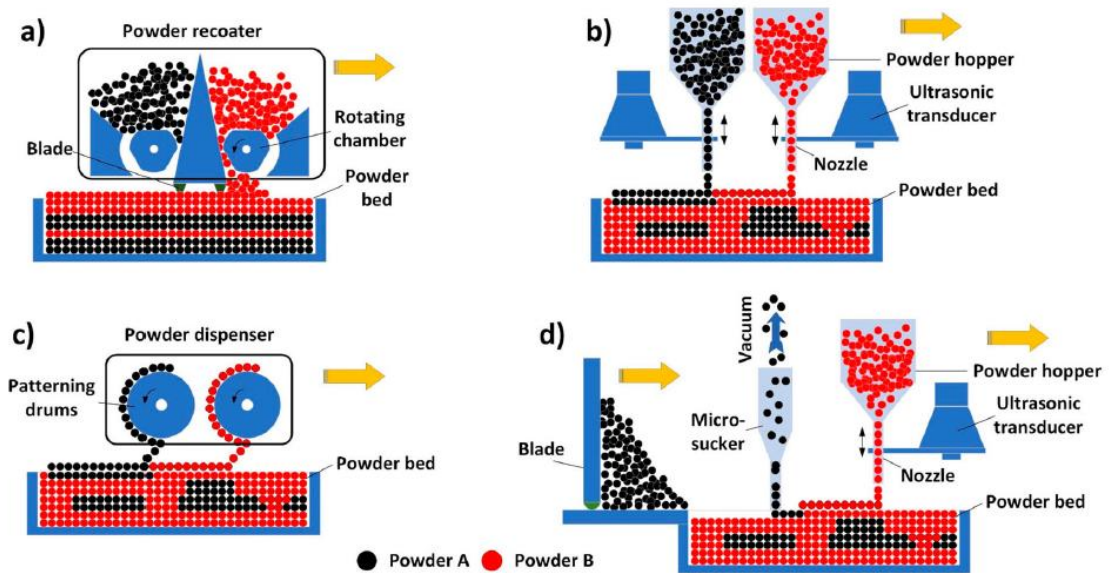 a)
Powder recoater
Rotating
chamber
Blade
Powder
bed
b)
Powder hopper
Ultrasonic
transducer
Nozzle
Powder bed
c)
Powder dispenser
Patterning
drums
Powder bed
d)
Vacuum
Powder hopper
Micro-
sucker
Ultrasonic
transducer
Blade
Nozzle
Powder bed
Powder A
Powder B